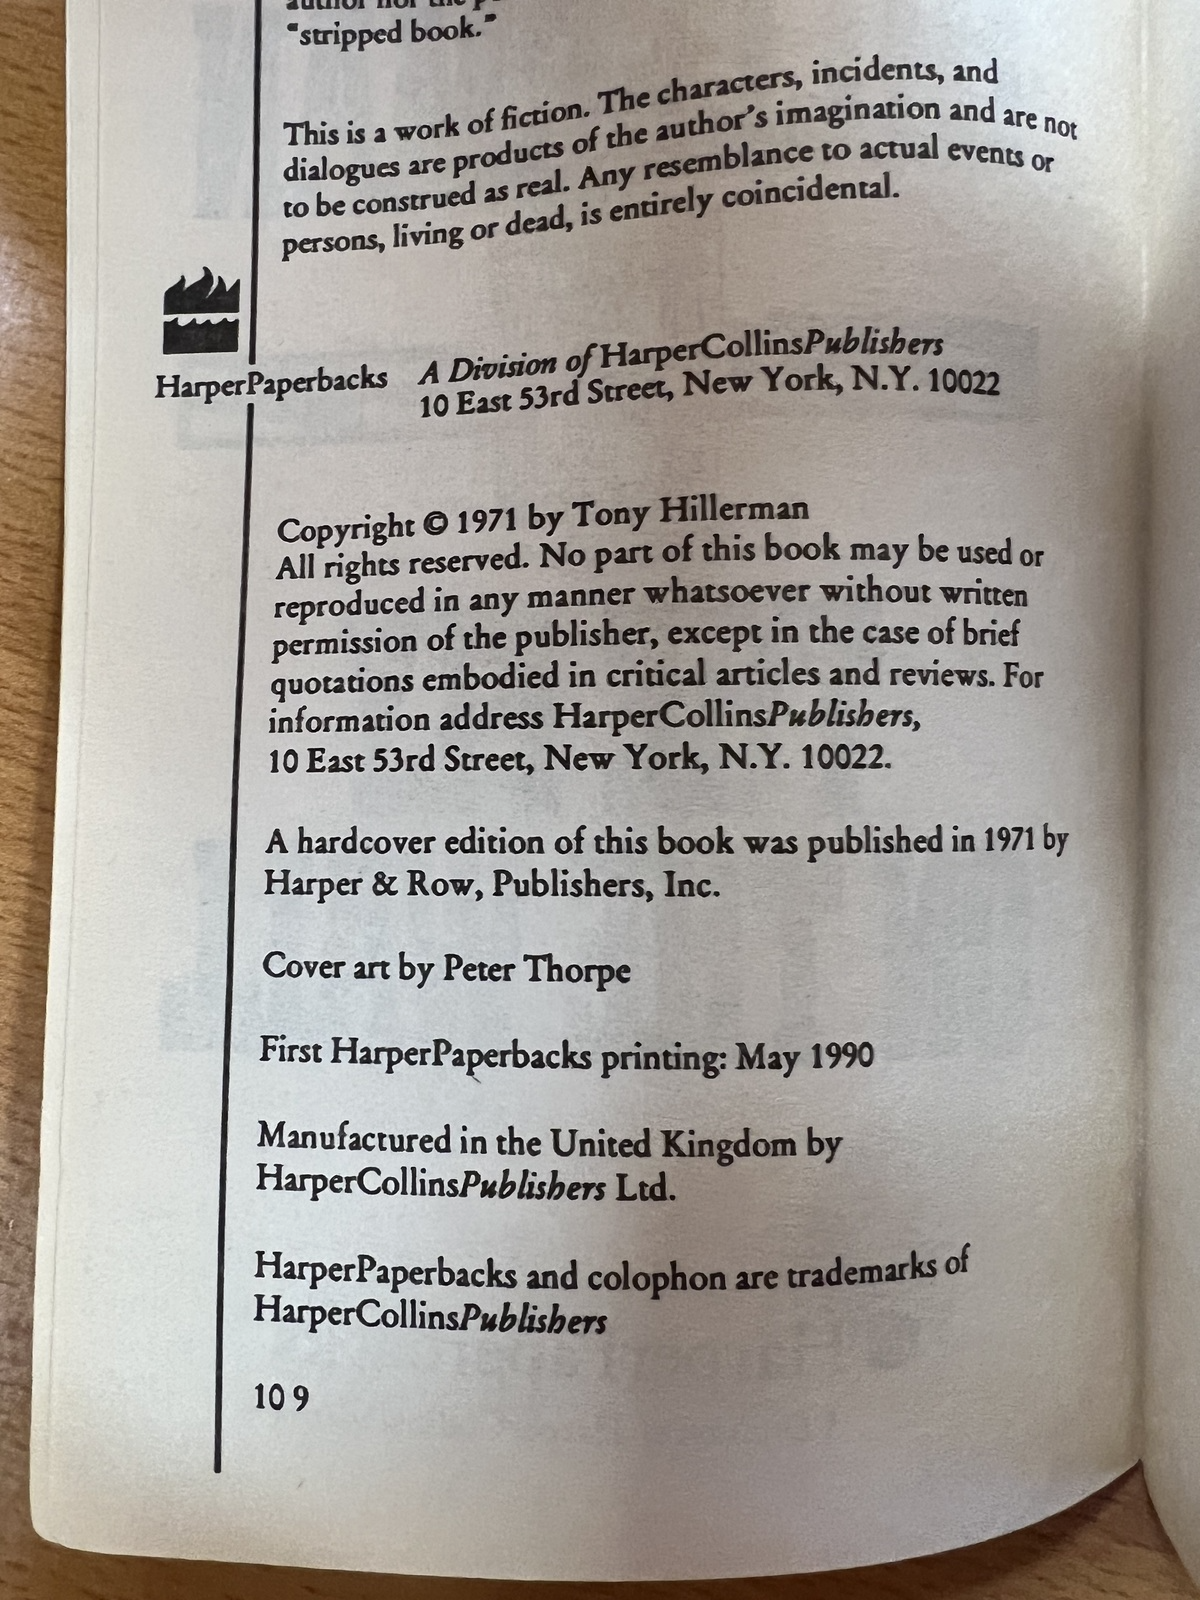 author nor the p
"stripped book."
This is a work of fiction. The characters, incidents, and
dialogues are products of the author's imagination and are not
to be construed as real. Any resemblance to actual events or
persons, living or dead, is entirely coincidental.
HarperPaperbacks A Division of HarperCollinsPublishers
10 East 53rd Street, New York, N.Y. 10022
Copyright © 1971 by Tony Hillerman
All rights reserved. No part of this book may be used or
reproduced in any manner whatsoever without written
permission of the publisher, except in the case of brief
quotations embodied in critical articles and reviews. For
information address HarperCollinsPublishers,
10 East 53rd Street, New York, N.Y. 10022.
A hardcover edition of this book was published in 1971 by
Harper & Row, Publishers, Inc.
Cover art by Peter Thorpe
First HarperPaperbacks printing: May 1990
Manufactured in the United Kingdom by
HarperCollinsPublishers Ltd.
HarperPaperbacks and colophon are trademarks of
HarperCollinsPublishers
10 9